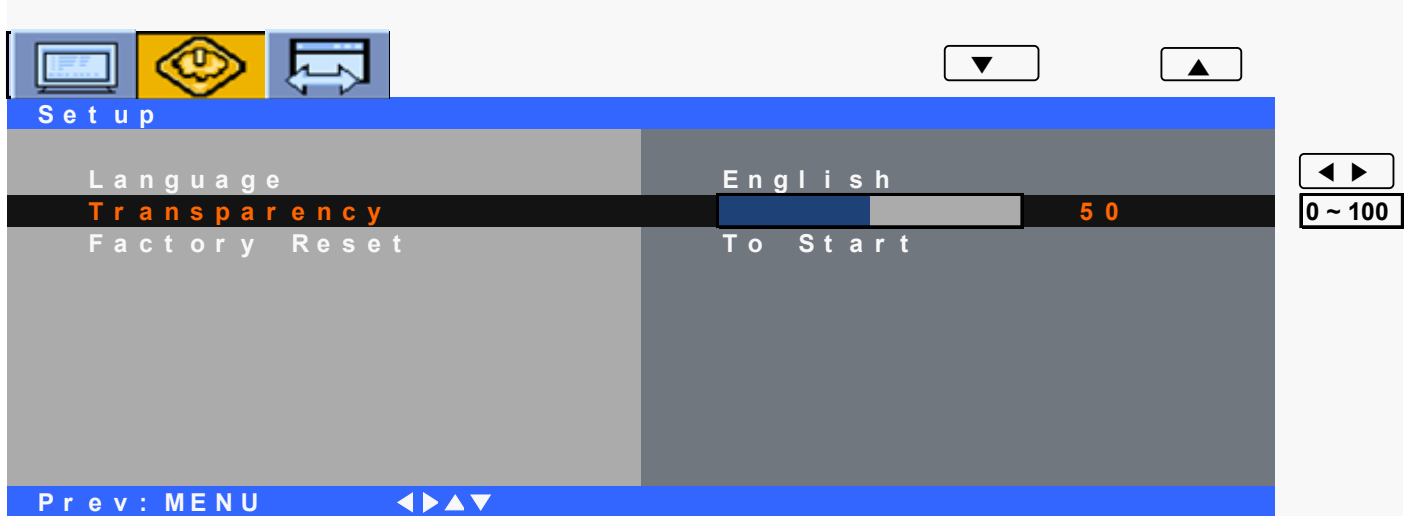 ▼ ▲
Setup
Language English
◀ ▶
Transparency 50
0 ~ 100
Factory Reset To Start
Prev: MENU ◀▶▲▼